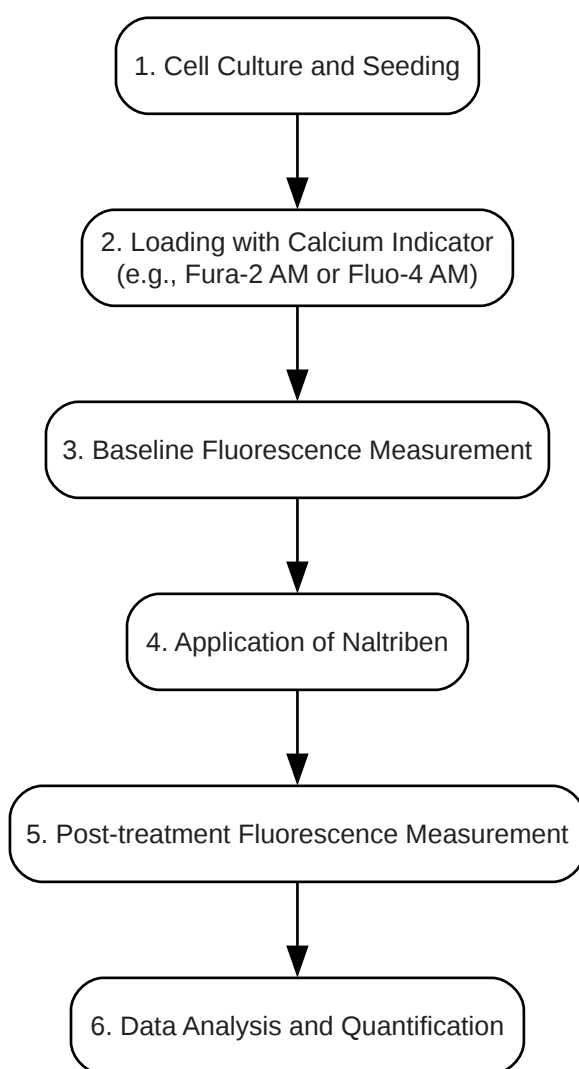 1. Cell Culture and Seeding
2. Loading with Calcium Indicator
(e.g., Fura-2 AM or Fluo-4 AM)
3. Baseline Fluorescence Measurement
4. Application of Naltriben
5. Post-treatment Fluorescence Measurement
6. Data Analysis and Quantification